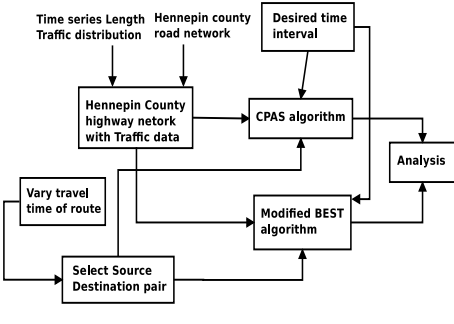 Time series Length
Traffic distribution
Hennepin county
road network
Desired time
interval
Hennepin County
highway netork
with Traffic data
CPAS algorithm
Analysis
Vary travel
time of route
Modified BEST
algorithm
Select Source
Destination pair